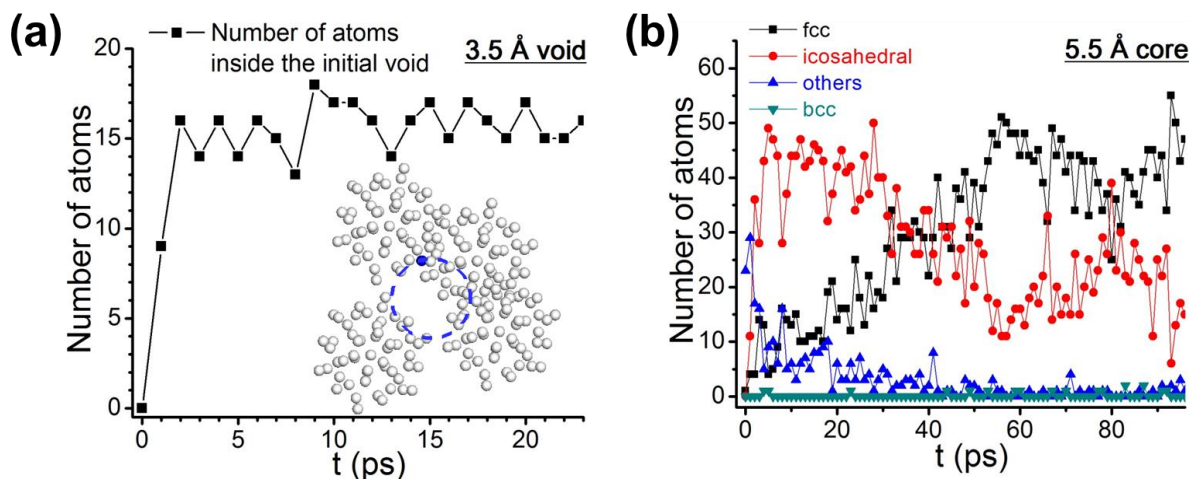 (a)
20
15
10
5
0
Number of atoms
Number of atoms
inside the initial void
3.5 Å void
0 5 10 15 20
t (ps)
(b)
60
50
40
30
20
10
0
Number of atoms
fcc
icosahedral
others
bcc
5.5 Å core
0 20 40 60 80
t (ps)